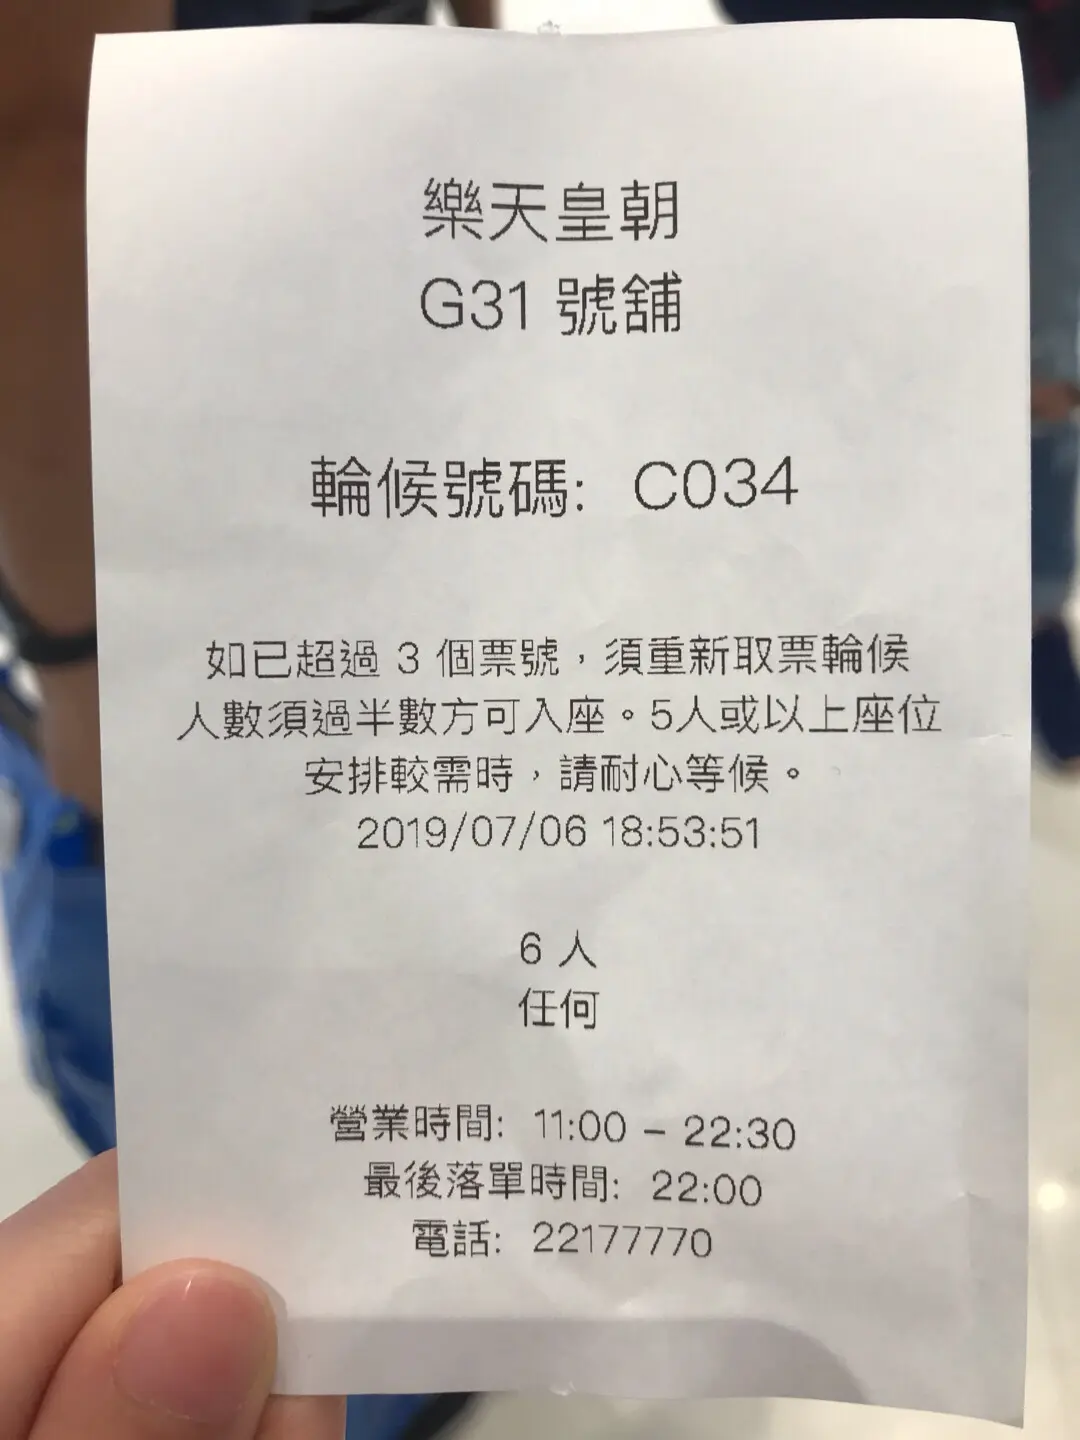 樂天皇朝
G31 號舖
輪候號碼: C034
如已超過 3 個票號，須重新取票輪候
人數須過半數方可入座。5人或以上座位
安排較需時，請耐心等候。
2019/07/06 18:53:51
6 人
任何
營業時間: 11:00 – 22:30
最後落單時間: 22:00
電話: 22177770